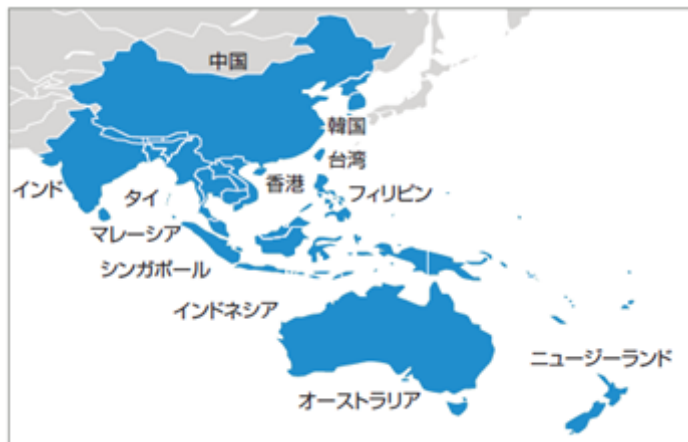 中国
韓国
台湾
香港
フィリピン
インド
タイ
マレーシア
シンガポール
インドネシア
ニュージーランド
オーストラリア